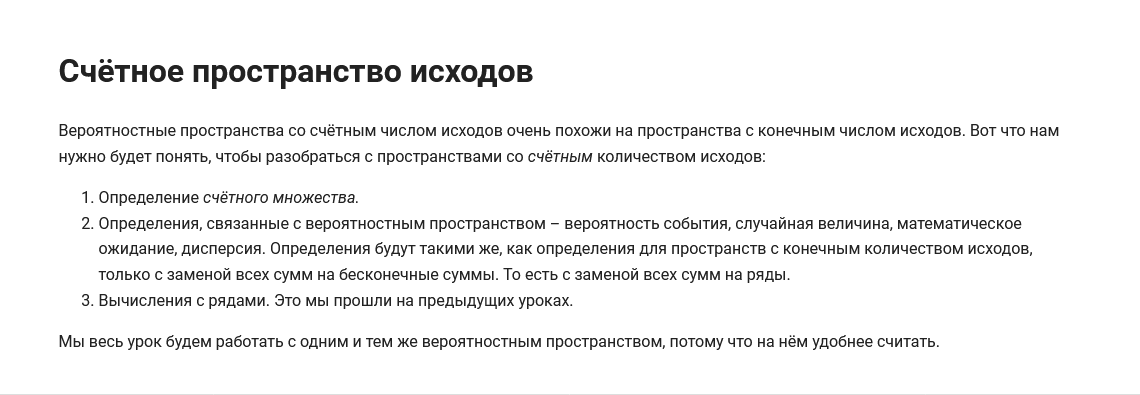 Счётное пространство исходов
Вероятностные пространства со счётным числом исходов очень похожи на пространства с конечным числом исходов. Вот что нам
нужно будет понять, чтобы разобраться с пространствами со счётным количеством исходов:
1. Определение счётного множества.
2. Определения, связанные с вероятностным пространством – вероятность события, случайная величина, математическое
ожидание, дисперсия. Определения будут такими же, как определения для пространств с конечным количеством исходов,
только с заменой всех сумм на бесконечные суммы. То есть с заменой всех сумм на ряды.
3. Вычисления с рядами. Это мы прошли на предыдущих уроках.
Мы весь урок будем работать с одним и тем же вероятностным пространством, потому что на нём удобнее считать.